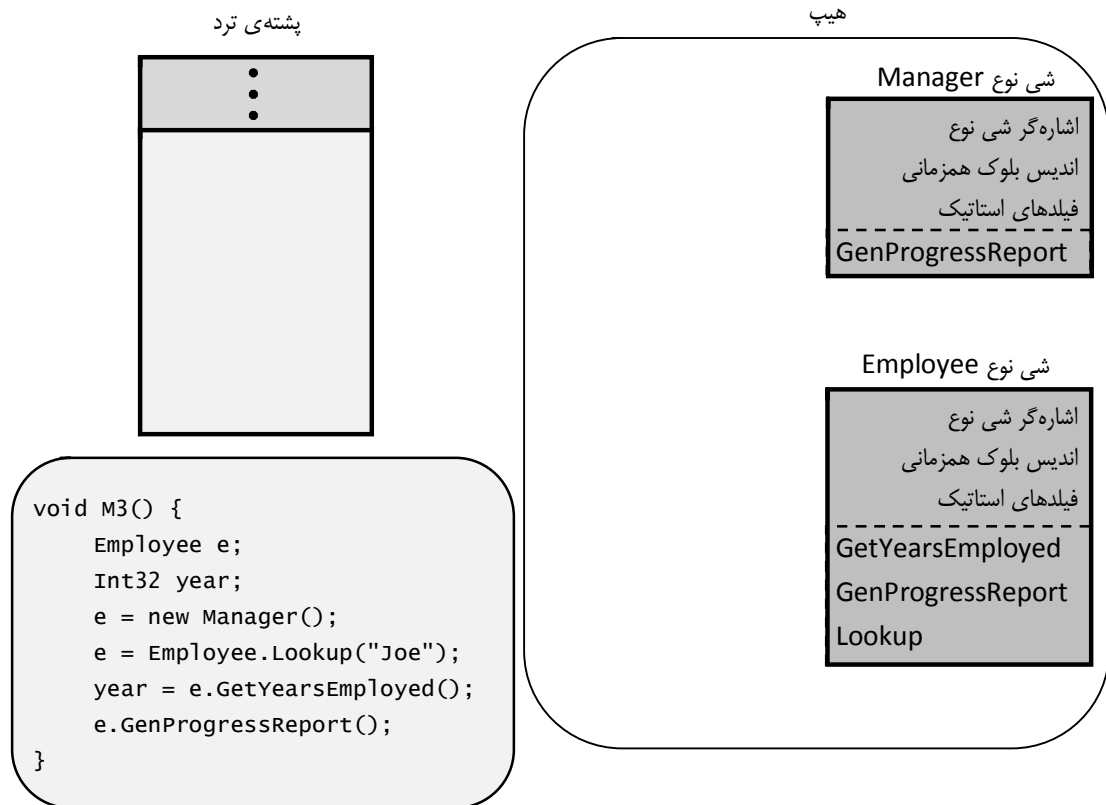 پشته‌ی ترد
هیپ
شی نوع Manager
اشاره‌گر شی نوع
اندیس بلوک همزمانی
فیلدهای استاتیک
GenProgressReport
شی نوع Employee
اشاره‌گر شی نوع
اندیس بلوک همزمانی
فیلدهای استاتیک
GetYearsEmployed
GenProgressReport
Lookup
void M3() {
Employee e;
Int32 year;
e = new Manager();
e = Employee.Lookup("Joe");
year = e.GetYearsEmployed();
e.GenProgressReport();
}